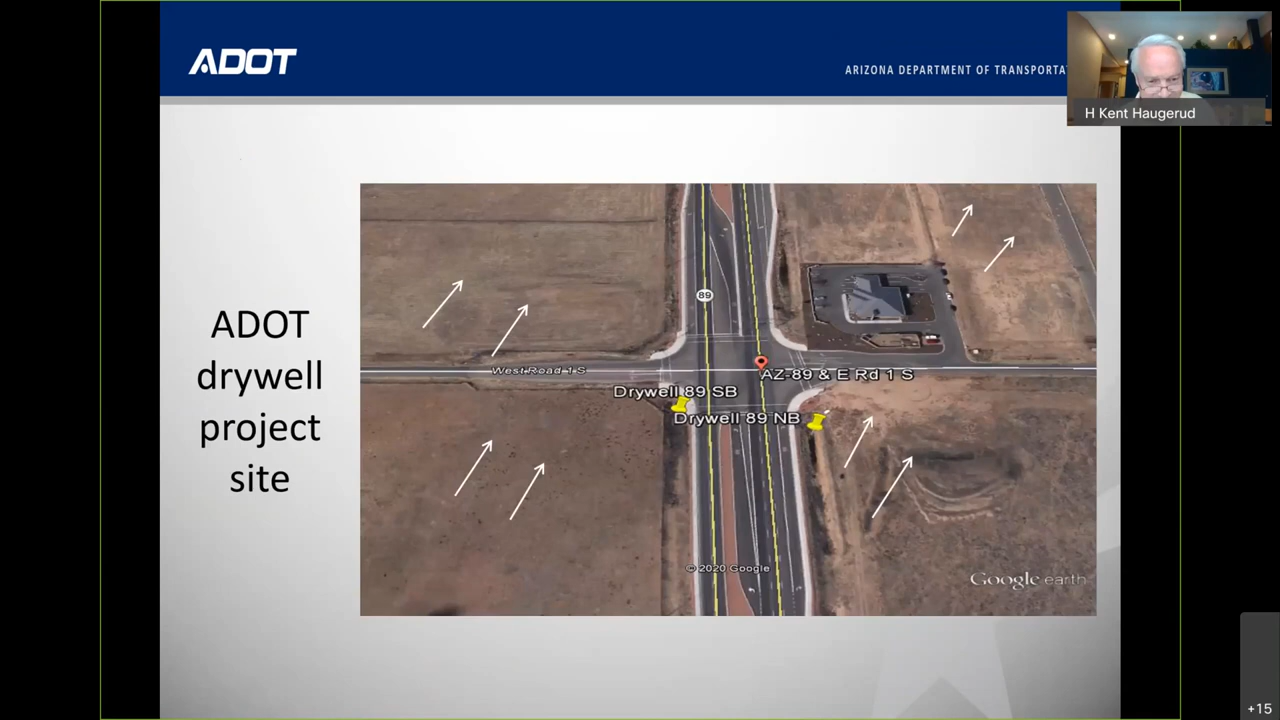 ADOT
ARIZONA DEPARTMENT OF TRANSPORTA
H Kent Haugerud
ADOT
drywell
project
site
89
West Road 1 S
AZ-89 & E Rd 1 S
Drywell 89 SB
Drywell 89 NB
© 2020 Google
Google earth
+15